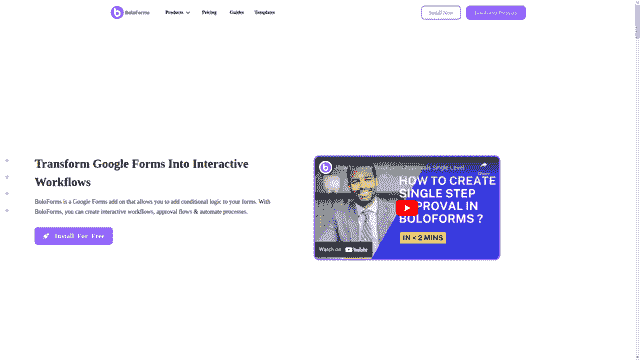 BoloForms
Products
Pricing
Guides
Templates
Install Now
Transform Google Forms Into Interactive
Workflows
BoloForms is a Google Forms add on that allows you to add conditional logic to your forms. With
BoloForms, you can create interactive workflows, approval flows & automate processes.
Install For Free
Share
HOW TO CREATE
SINGLE STEP
APPROVAL IN
BOLOFORMS ?
IN < 2 MINS
Watch on YouTube